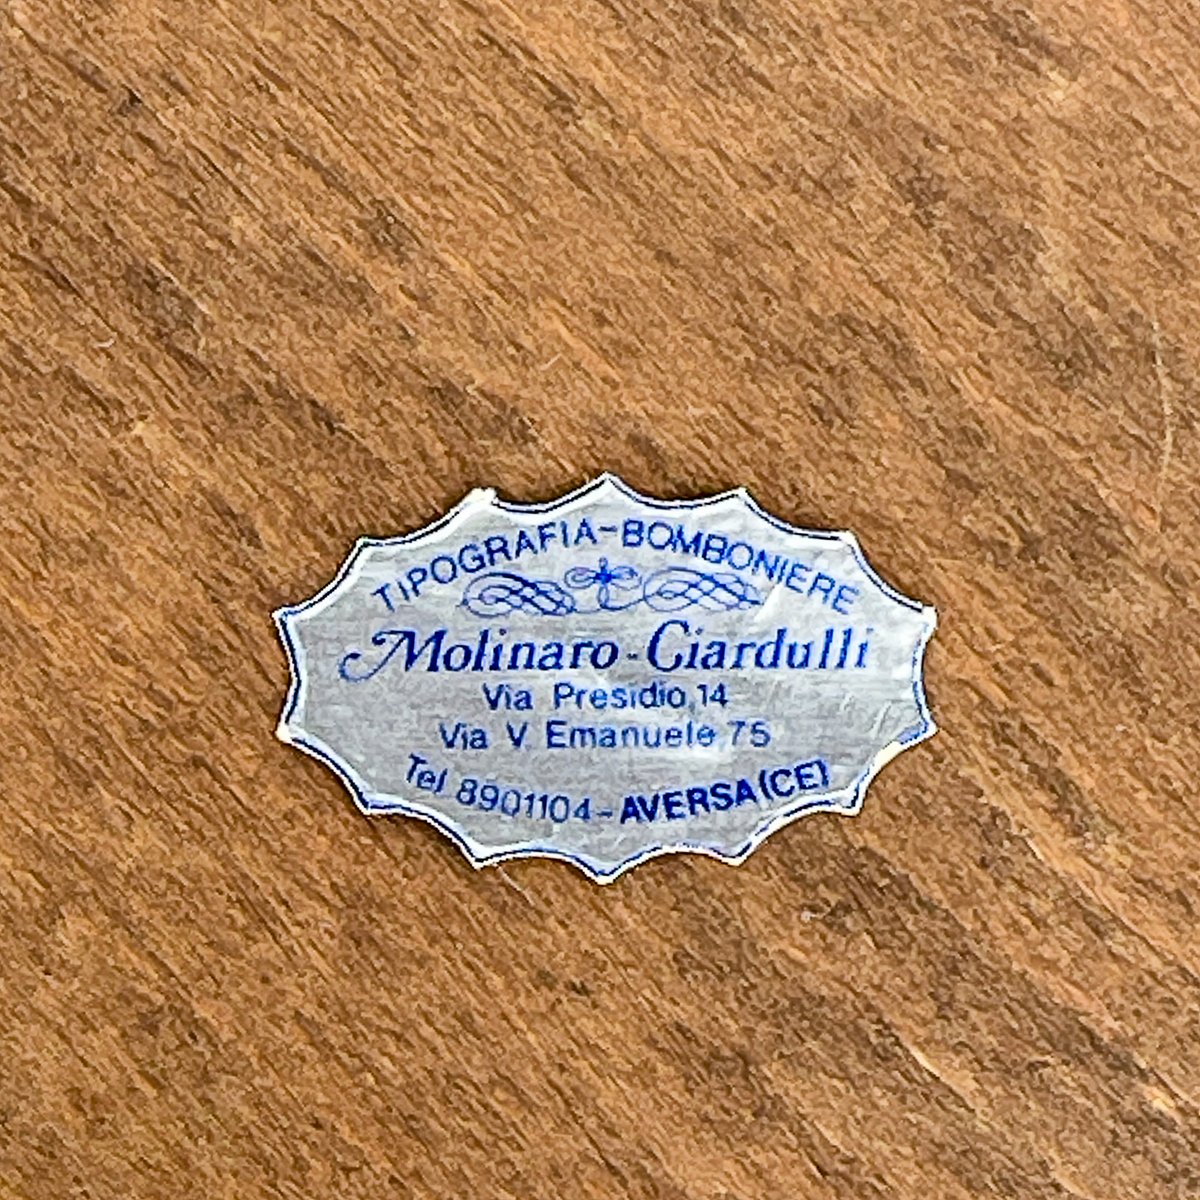 TIPOGRAFIA-BOMBONIERE
Molinaro-Ciardulli
Via Presidio,14
Via V Emanuele 75
Tel 8901104-AVERSA(CE)